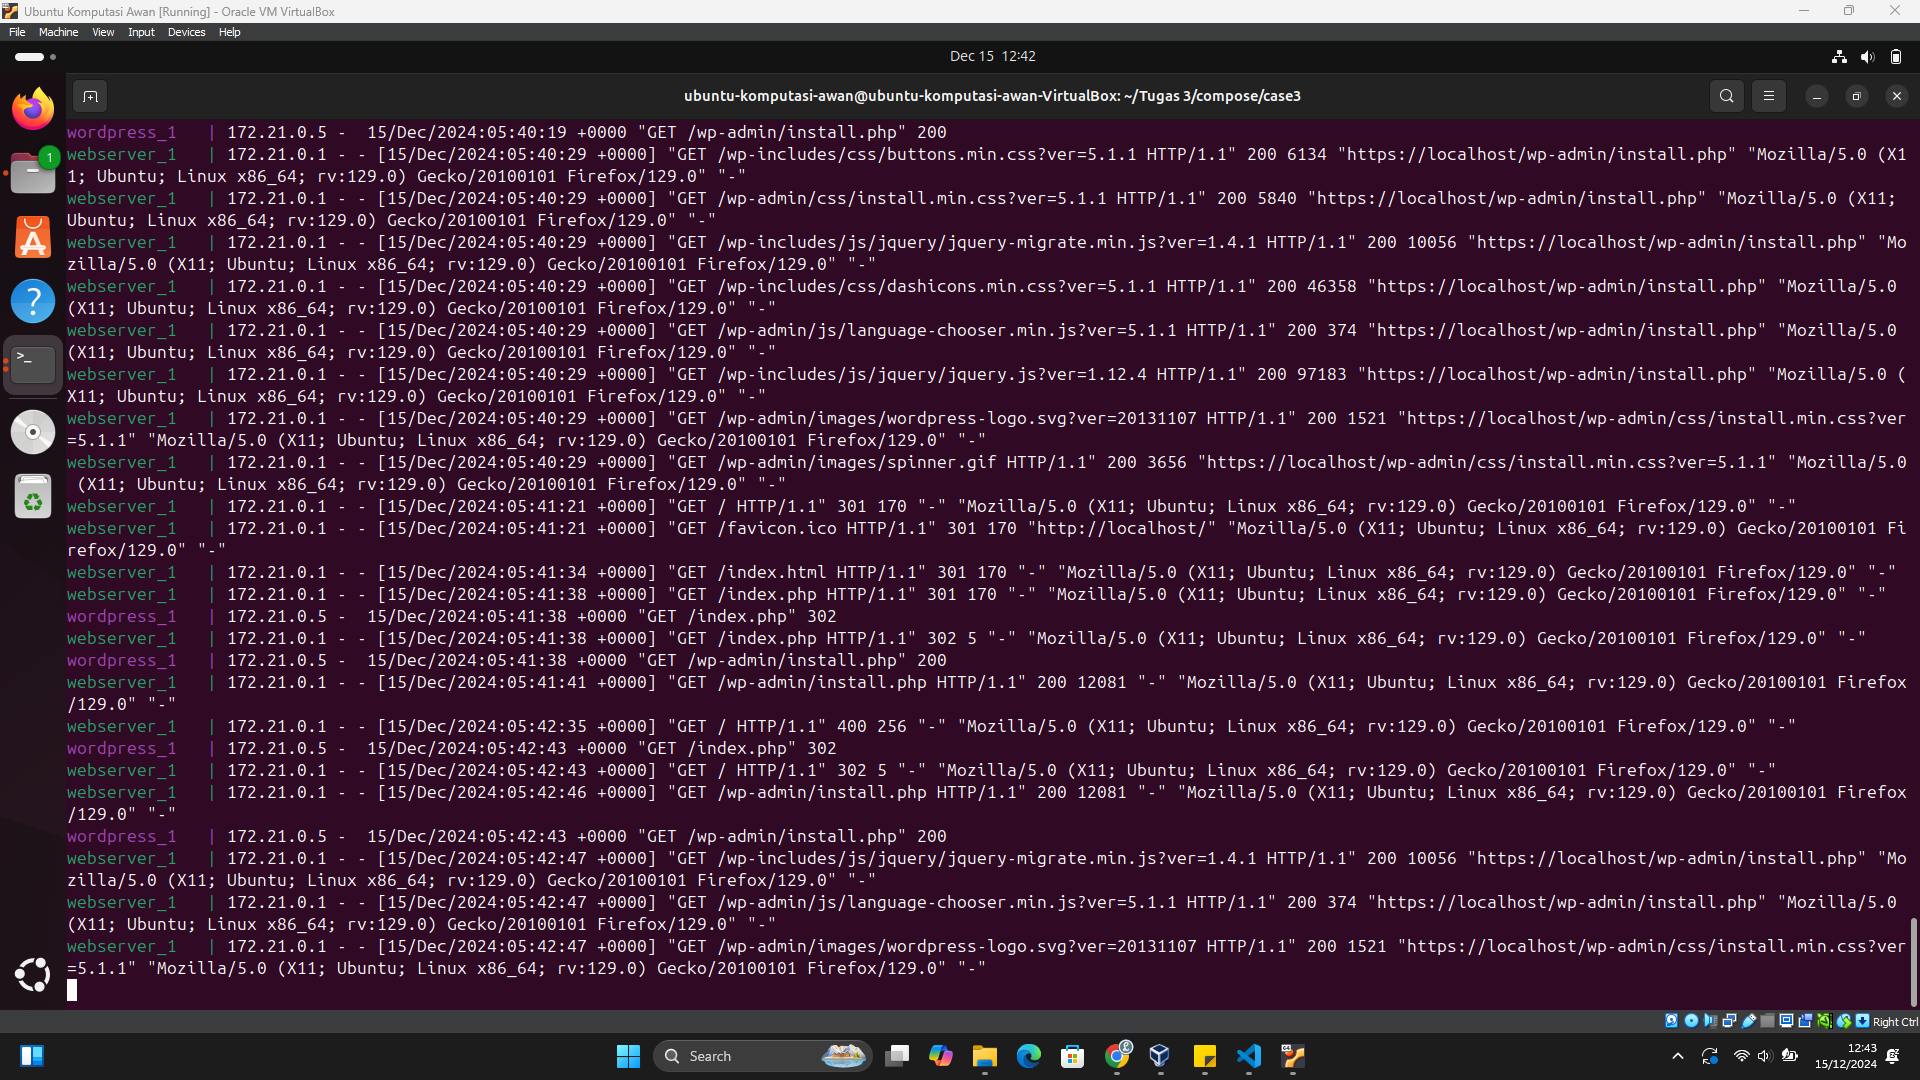 Ubuntu Komputasi Awan [Running] - Oracle VM VirtualBox
File Machine View Input Devices Help
Dec 15 12:42
ubuntu-komputasi-awan@ubuntu-komputasi-awan-VirtualBox: ~/Tugas 3/compose/case3
wordpress_1   | 172.21.0.5 -  15/Dec/2024:05:40:19 +0000 "GET /wp-admin/install.php" 200
webserver_1   | 172.21.0.1 - - [15/Dec/2024:05:40:29 +0000] "GET /wp-includes/css/buttons.min.css?ver=5.1.1 HTTP/1.1" 200 6134 "https://localhost/wp-admin/install.php" "Mozilla/5.0 (X1
1; Ubuntu; Linux x86_64; rv:129.0) Gecko/20100101 Firefox/129.0" "-"
webserver_1   | 172.21.0.1 - - [15/Dec/2024:05:40:29 +0000] "GET /wp-admin/css/install.min.css?ver=5.1.1 HTTP/1.1" 200 5840 "https://localhost/wp-admin/install.php" "Mozilla/5.0 (X11;
Ubuntu; Linux x86_64; rv:129.0) Gecko/20100101 Firefox/129.0" "-"
webserver_1   | 172.21.0.1 - - [15/Dec/2024:05:40:29 +0000] "GET /wp-includes/js/jquery/jquery-migrate.min.js?ver=1.4.1 HTTP/1.1" 200 10056 "https://localhost/wp-admin/install.php" "Mo
zilla/5.0 (X11; Ubuntu; Linux x86_64; rv:129.0) Gecko/20100101 Firefox/129.0" "-"
webserver_1   | 172.21.0.1 - - [15/Dec/2024:05:40:29 +0000] "GET /wp-includes/css/dashicons.min.css?ver=5.1.1 HTTP/1.1" 200 46358 "https://localhost/wp-admin/install.php" "Mozilla/5.0
(X11; Ubuntu; Linux x86_64; rv:129.0) Gecko/20100101 Firefox/129.0" "-"
webserver_1   | 172.21.0.1 - - [15/Dec/2024:05:40:29 +0000] "GET /wp-admin/js/language-chooser.min.js?ver=5.1.1 HTTP/1.1" 200 374 "https://localhost/wp-admin/install.php" "Mozilla/5.0
(X11; Ubuntu; Linux x86_64; rv:129.0) Gecko/20100101 Firefox/129.0" "-"
webserver_1   | 172.21.0.1 - - [15/Dec/2024:05:40:29 +0000] "GET /wp-includes/js/jquery/jquery.js?ver=1.12.4 HTTP/1.1" 200 97183 "https://localhost/wp-admin/install.php" "Mozilla/5.0 (
X11; Ubuntu; Linux x86_64; rv:129.0) Gecko/20100101 Firefox/129.0" "-"
webserver_1   | 172.21.0.1 - - [15/Dec/2024:05:40:29 +0000] "GET /wp-admin/images/wordpress-logo.svg?ver=20131107 HTTP/1.1" 200 1521 "https://localhost/wp-admin/css/install.min.css?ver
=5.1.1" "Mozilla/5.0 (X11; Ubuntu; Linux x86_64; rv:129.0) Gecko/20100101 Firefox/129.0" "-"
webserver_1   | 172.21.0.1 - - [15/Dec/2024:05:40:29 +0000] "GET /wp-admin/images/spinner.gif HTTP/1.1" 200 3656 "https://localhost/wp-admin/css/install.min.css?ver=5.1.1" "Mozilla/5.0
 (X11; Ubuntu; Linux x86_64; rv:129.0) Gecko/20100101 Firefox/129.0" "-"
webserver_1   | 172.21.0.1 - - [15/Dec/2024:05:41:21 +0000] "GET / HTTP/1.1" 301 170 "-" "Mozilla/5.0 (X11; Ubuntu; Linux x86_64; rv:129.0) Gecko/20100101 Firefox/129.0" "-"
webserver_1   | 172.21.0.1 - - [15/Dec/2024:05:41:21 +0000] "GET /favicon.ico HTTP/1.1" 301 170 "http://localhost/" "Mozilla/5.0 (X11; Ubuntu; Linux x86_64; rv:129.0) Gecko/20100101 Fi
refox/129.0" "-"
webserver_1   | 172.21.0.1 - - [15/Dec/2024:05:41:34 +0000] "GET /index.html HTTP/1.1" 301 170 "-" "Mozilla/5.0 (X11; Ubuntu; Linux x86_64; rv:129.0) Gecko/20100101 Firefox/129.0" "-"
webserver_1   | 172.21.0.1 - - [15/Dec/2024:05:41:38 +0000] "GET /index.php HTTP/1.1" 301 170 "-" "Mozilla/5.0 (X11; Ubuntu; Linux x86_64; rv:129.0) Gecko/20100101 Firefox/129.0" "-"
wordpress_1   | 172.21.0.5 -  15/Dec/2024:05:41:38 +0000 "GET /index.php" 302
webserver_1   | 172.21.0.1 - - [15/Dec/2024:05:41:38 +0000] "GET /index.php HTTP/1.1" 302 5 "-" "Mozilla/5.0 (X11; Ubuntu; Linux x86_64; rv:129.0) Gecko/20100101 Firefox/129.0" "-"
wordpress_1   | 172.21.0.5 -  15/Dec/2024:05:41:38 +0000 "GET /wp-admin/install.php" 200
webserver_1   | 172.21.0.1 - - [15/Dec/2024:05:41:41 +0000] "GET /wp-admin/install.php HTTP/1.1" 200 12081 "-" "Mozilla/5.0 (X11; Ubuntu; Linux x86_64; rv:129.0) Gecko/20100101 Firefox
/129.0" "-"
webserver_1   | 172.21.0.1 - - [15/Dec/2024:05:42:35 +0000] "GET / HTTP/1.1" 400 256 "-" "Mozilla/5.0 (X11; Ubuntu; Linux x86_64; rv:129.0) Gecko/20100101 Firefox/129.0" "-"
wordpress_1   | 172.21.0.5 -  15/Dec/2024:05:42:43 +0000 "GET /index.php" 302
webserver_1   | 172.21.0.1 - - [15/Dec/2024:05:42:43 +0000] "GET / HTTP/1.1" 302 5 "-" "Mozilla/5.0 (X11; Ubuntu; Linux x86_64; rv:129.0) Gecko/20100101 Firefox/129.0" "-"
webserver_1   | 172.21.0.1 - - [15/Dec/2024:05:42:46 +0000] "GET /wp-admin/install.php HTTP/1.1" 200 12081 "-" "Mozilla/5.0 (X11; Ubuntu; Linux x86_64; rv:129.0) Gecko/20100101 Firefox
/129.0" "-"
wordpress_1   | 172.21.0.5 -  15/Dec/2024:05:42:43 +0000 "GET /wp-admin/install.php" 200
webserver_1   | 172.21.0.1 - - [15/Dec/2024:05:42:47 +0000] "GET /wp-includes/js/jquery/jquery-migrate.min.js?ver=1.4.1 HTTP/1.1" 200 10056 "https://localhost/wp-admin/install.php" "Mo
zilla/5.0 (X11; Ubuntu; Linux x86_64; rv:129.0) Gecko/20100101 Firefox/129.0" "-"
webserver_1   | 172.21.0.1 - - [15/Dec/2024:05:42:47 +0000] "GET /wp-admin/js/language-chooser.min.js?ver=5.1.1 HTTP/1.1" 200 374 "https://localhost/wp-admin/install.php" "Mozilla/5.0
(X11; Ubuntu; Linux x86_64; rv:129.0) Gecko/20100101 Firefox/129.0" "-"
webserver_1   | 172.21.0.1 - - [15/Dec/2024:05:42:47 +0000] "GET /wp-admin/images/wordpress-logo.svg?ver=20131107 HTTP/1.1" 200 1521 "https://localhost/wp-admin/css/install.min.css?ver
=5.1.1" "Mozilla/5.0 (X11; Ubuntu; Linux x86_64; rv:129.0) Gecko/20100101 Firefox/129.0" "-"
1
Right Ctrl
Search
12:43
15/12/2024